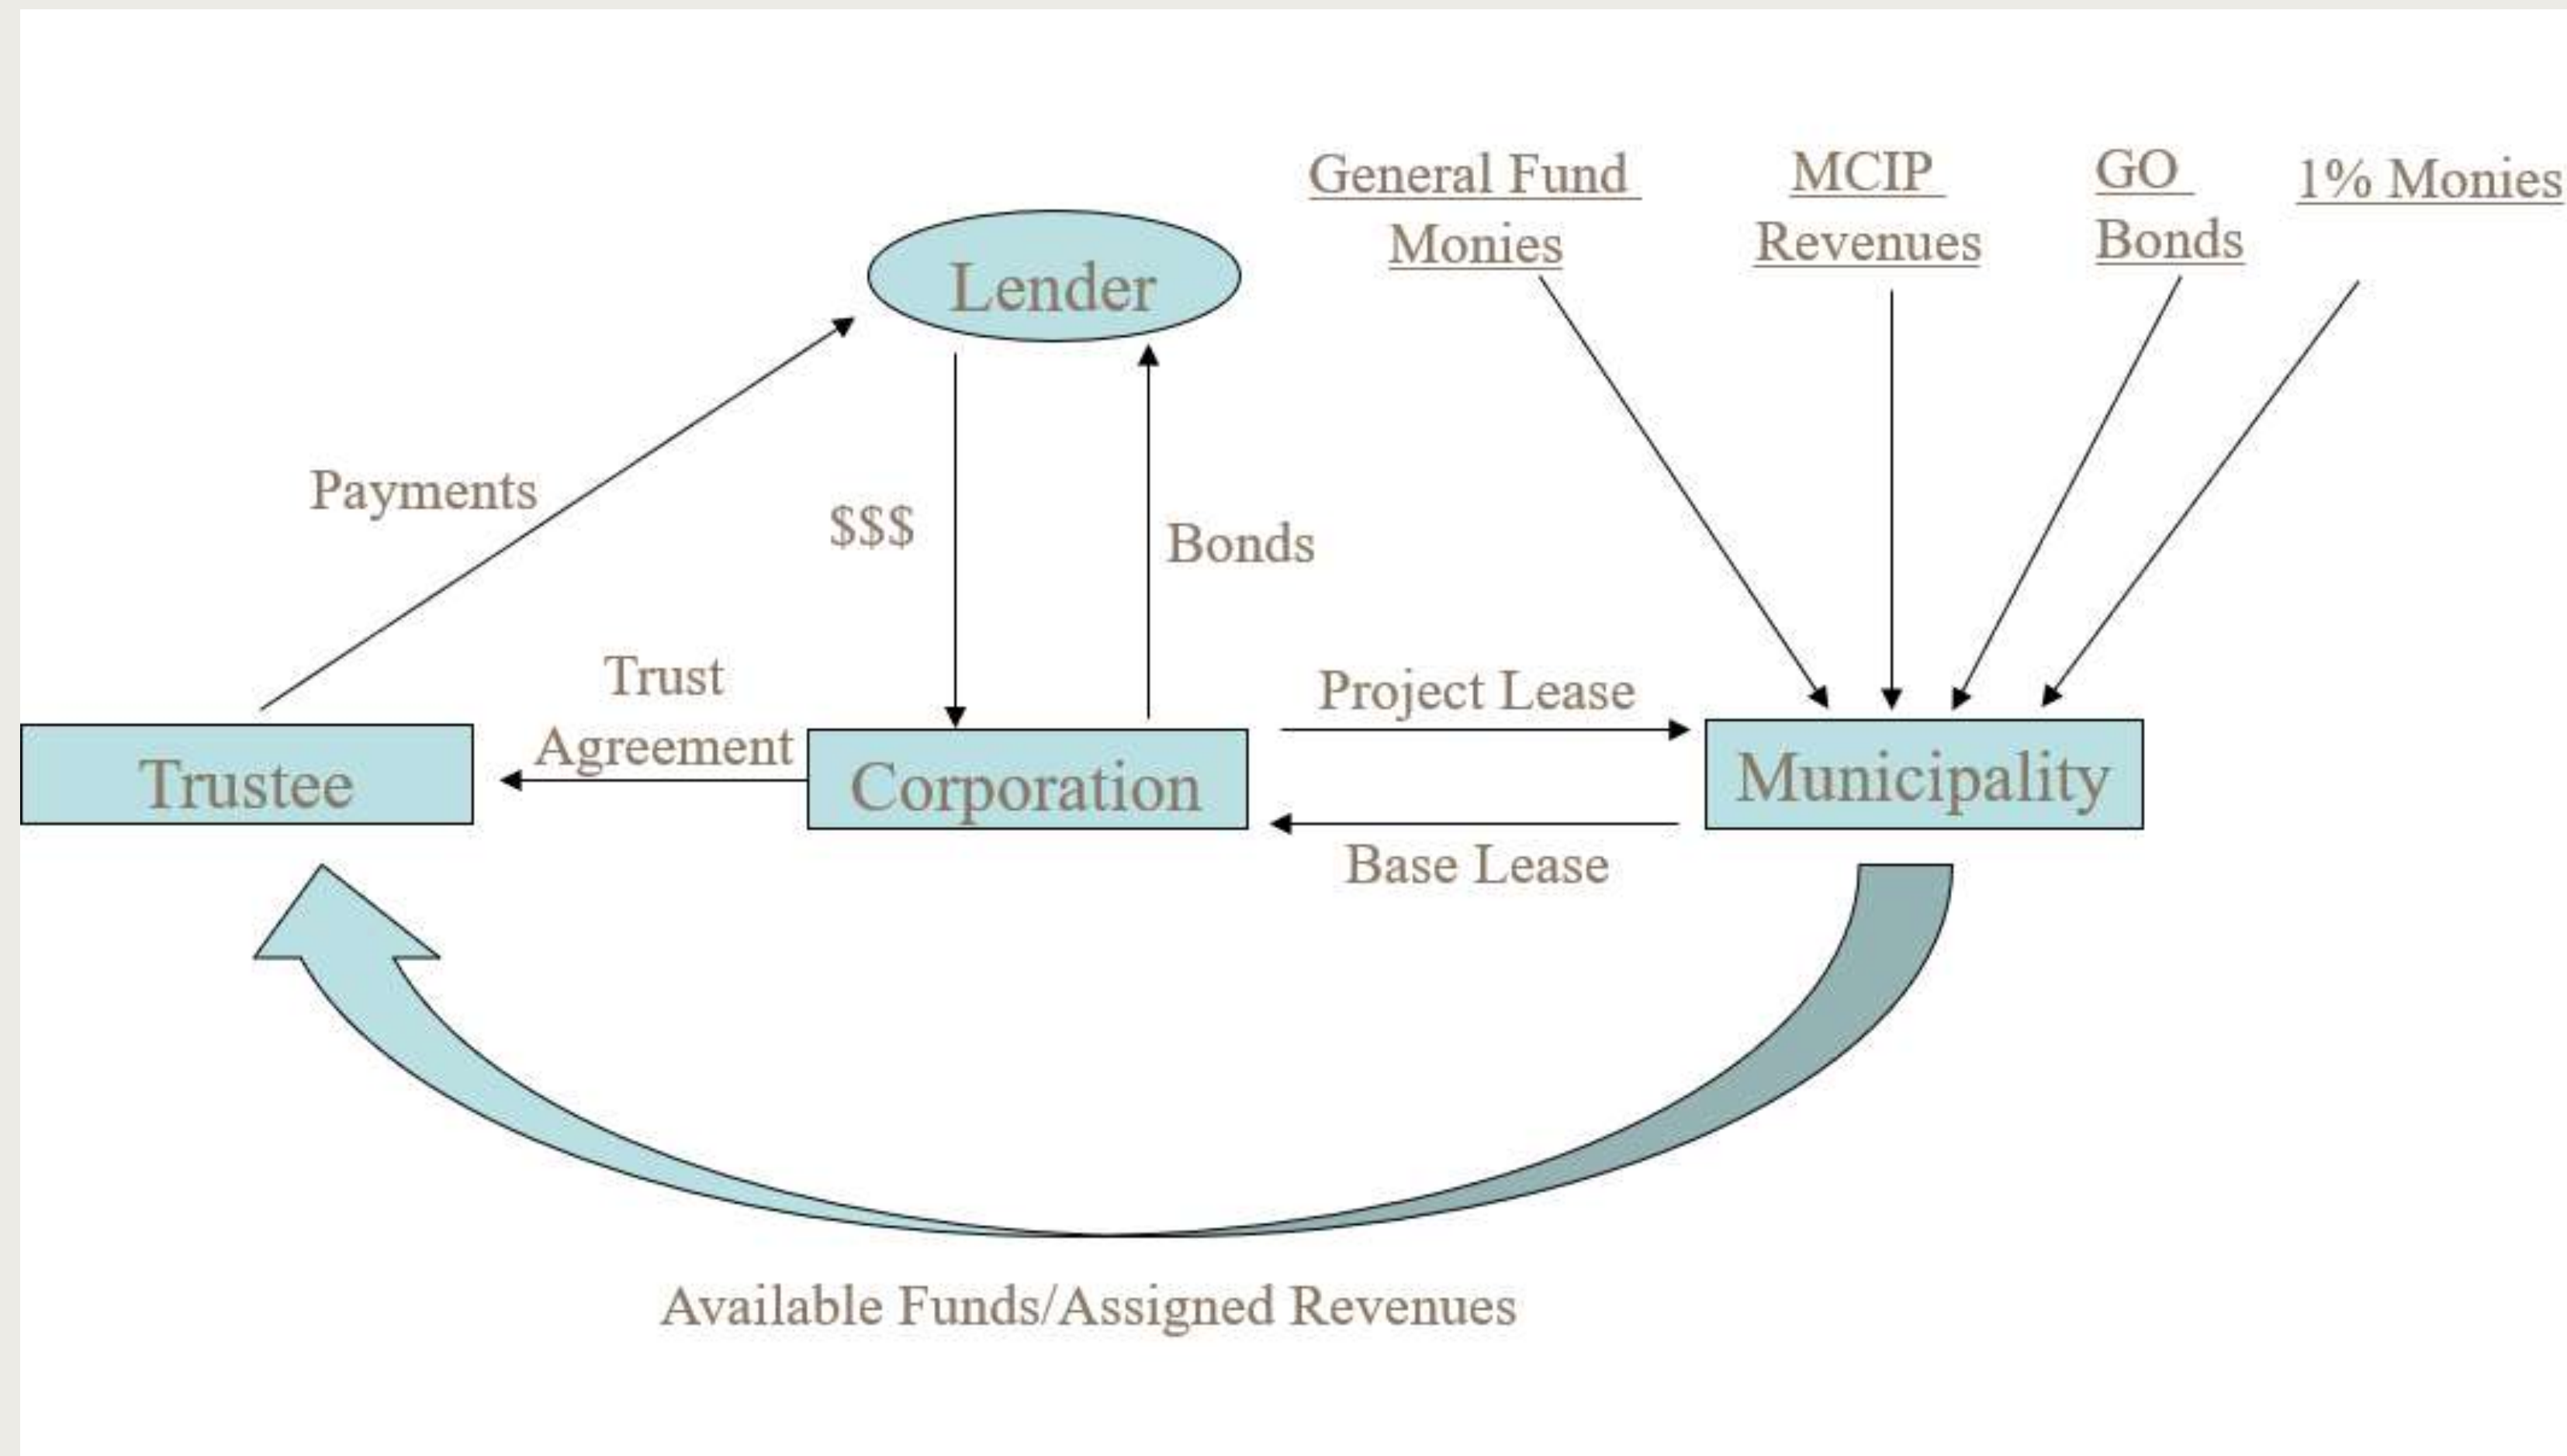 General Fund
Monies
MCIP
Revenues
GO
Bonds
1% Monies
Lender
Payments
$$$
Bonds
Trust
Agreement
Project Lease
Trustee
Corporation
Municipality
Base Lease
Available Funds/Assigned Revenues